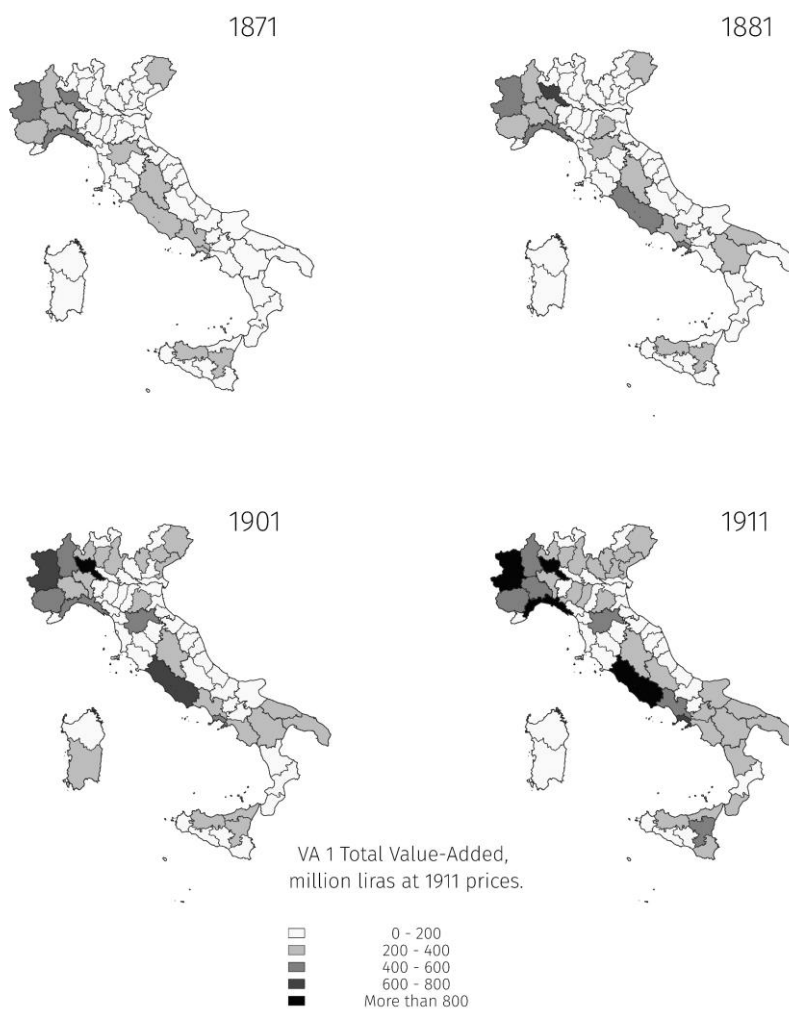 1871
1881
1901
1911
VA 1 Total Value-Added,
million liras at 1911 prices.
0 - 200
200 - 400
400 - 600
600 - 800
More than 800